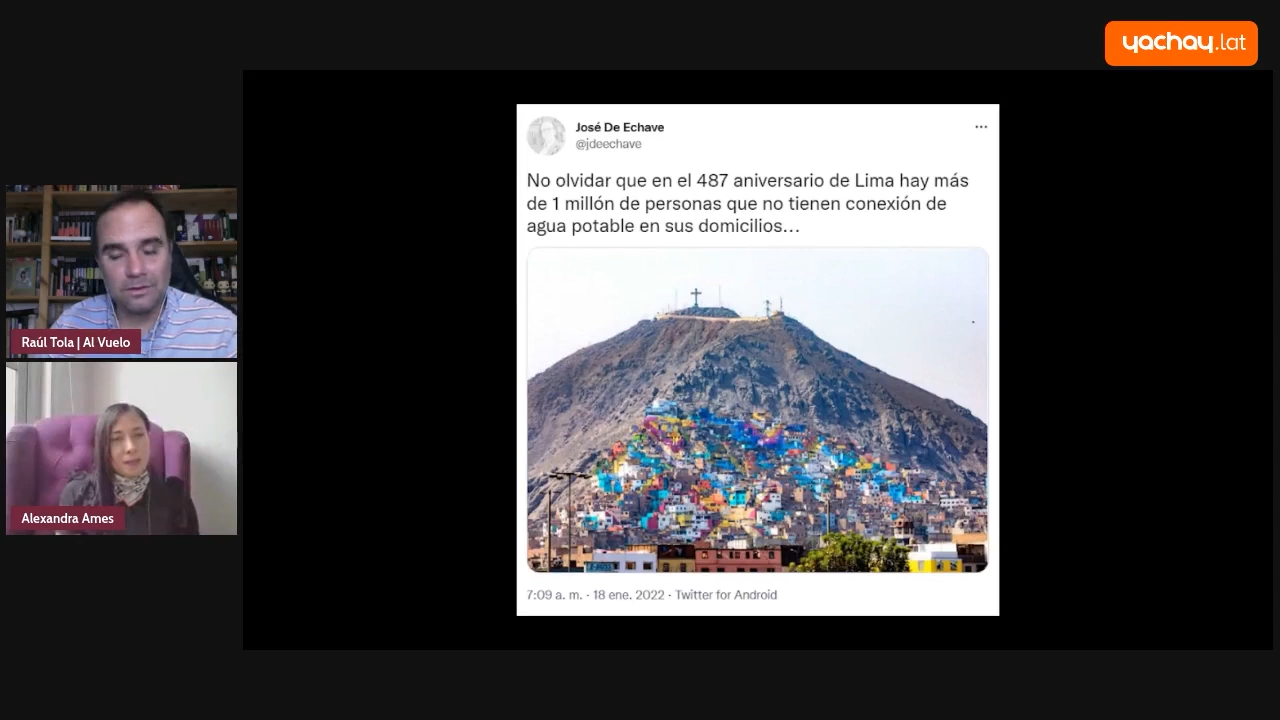 yachay.lat
José De Echave
@jdeechave
No olvidar que en el 487 aniversario de Lima hay más
de 1 millón de personas que no tienen conexión de
agua potable en sus domicilios...
7:09 a. m. · 18 ene. 2022 · Twitter for Android
Raúl Tola | Al Vuelo
Alexandra Ames